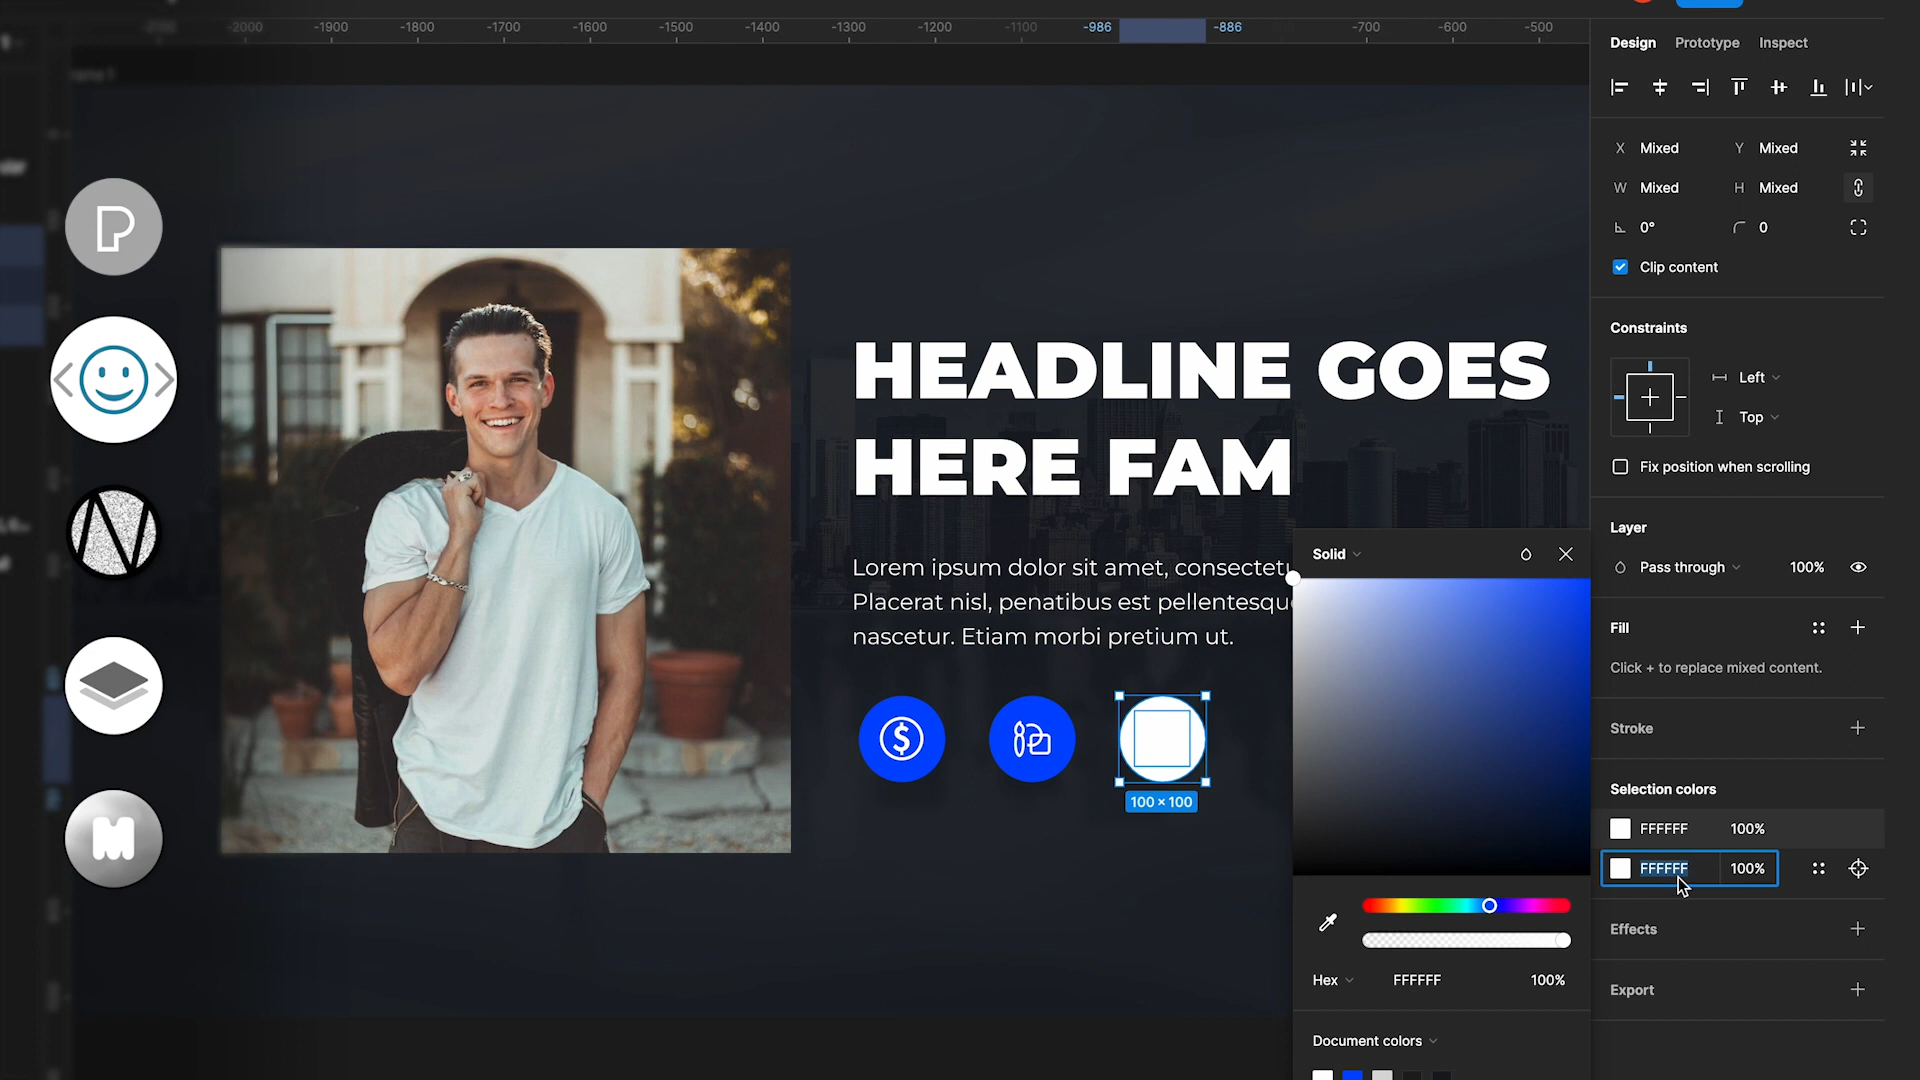 -2000
-1900
-1800
-1700
-1600
-1500
-1400
-1300
-1200
-1100
-986
-886
-700
-600
-500
Design
Prototype
Inspect
X Mixed
Y Mixed
W Mixed
H Mixed
0°
0
Clip content
Constraints
Left
Top
Fix position when scrolling
Layer
Pass through
100%
Fill
Click + to replace mixed content.
Stroke
Selection colors
FFFFFF 100%
FFFFFF 100%
Effects
Export
P
N
M
HEADLINE GOES
HERE FAM
Lorem ipsum dolor sit amet,
Placerat nisl, penatibus est
nascetur. Etiam morbi pretium ut.
$
100 × 100
Solid
Hex FFFFFF 100%
Document colors